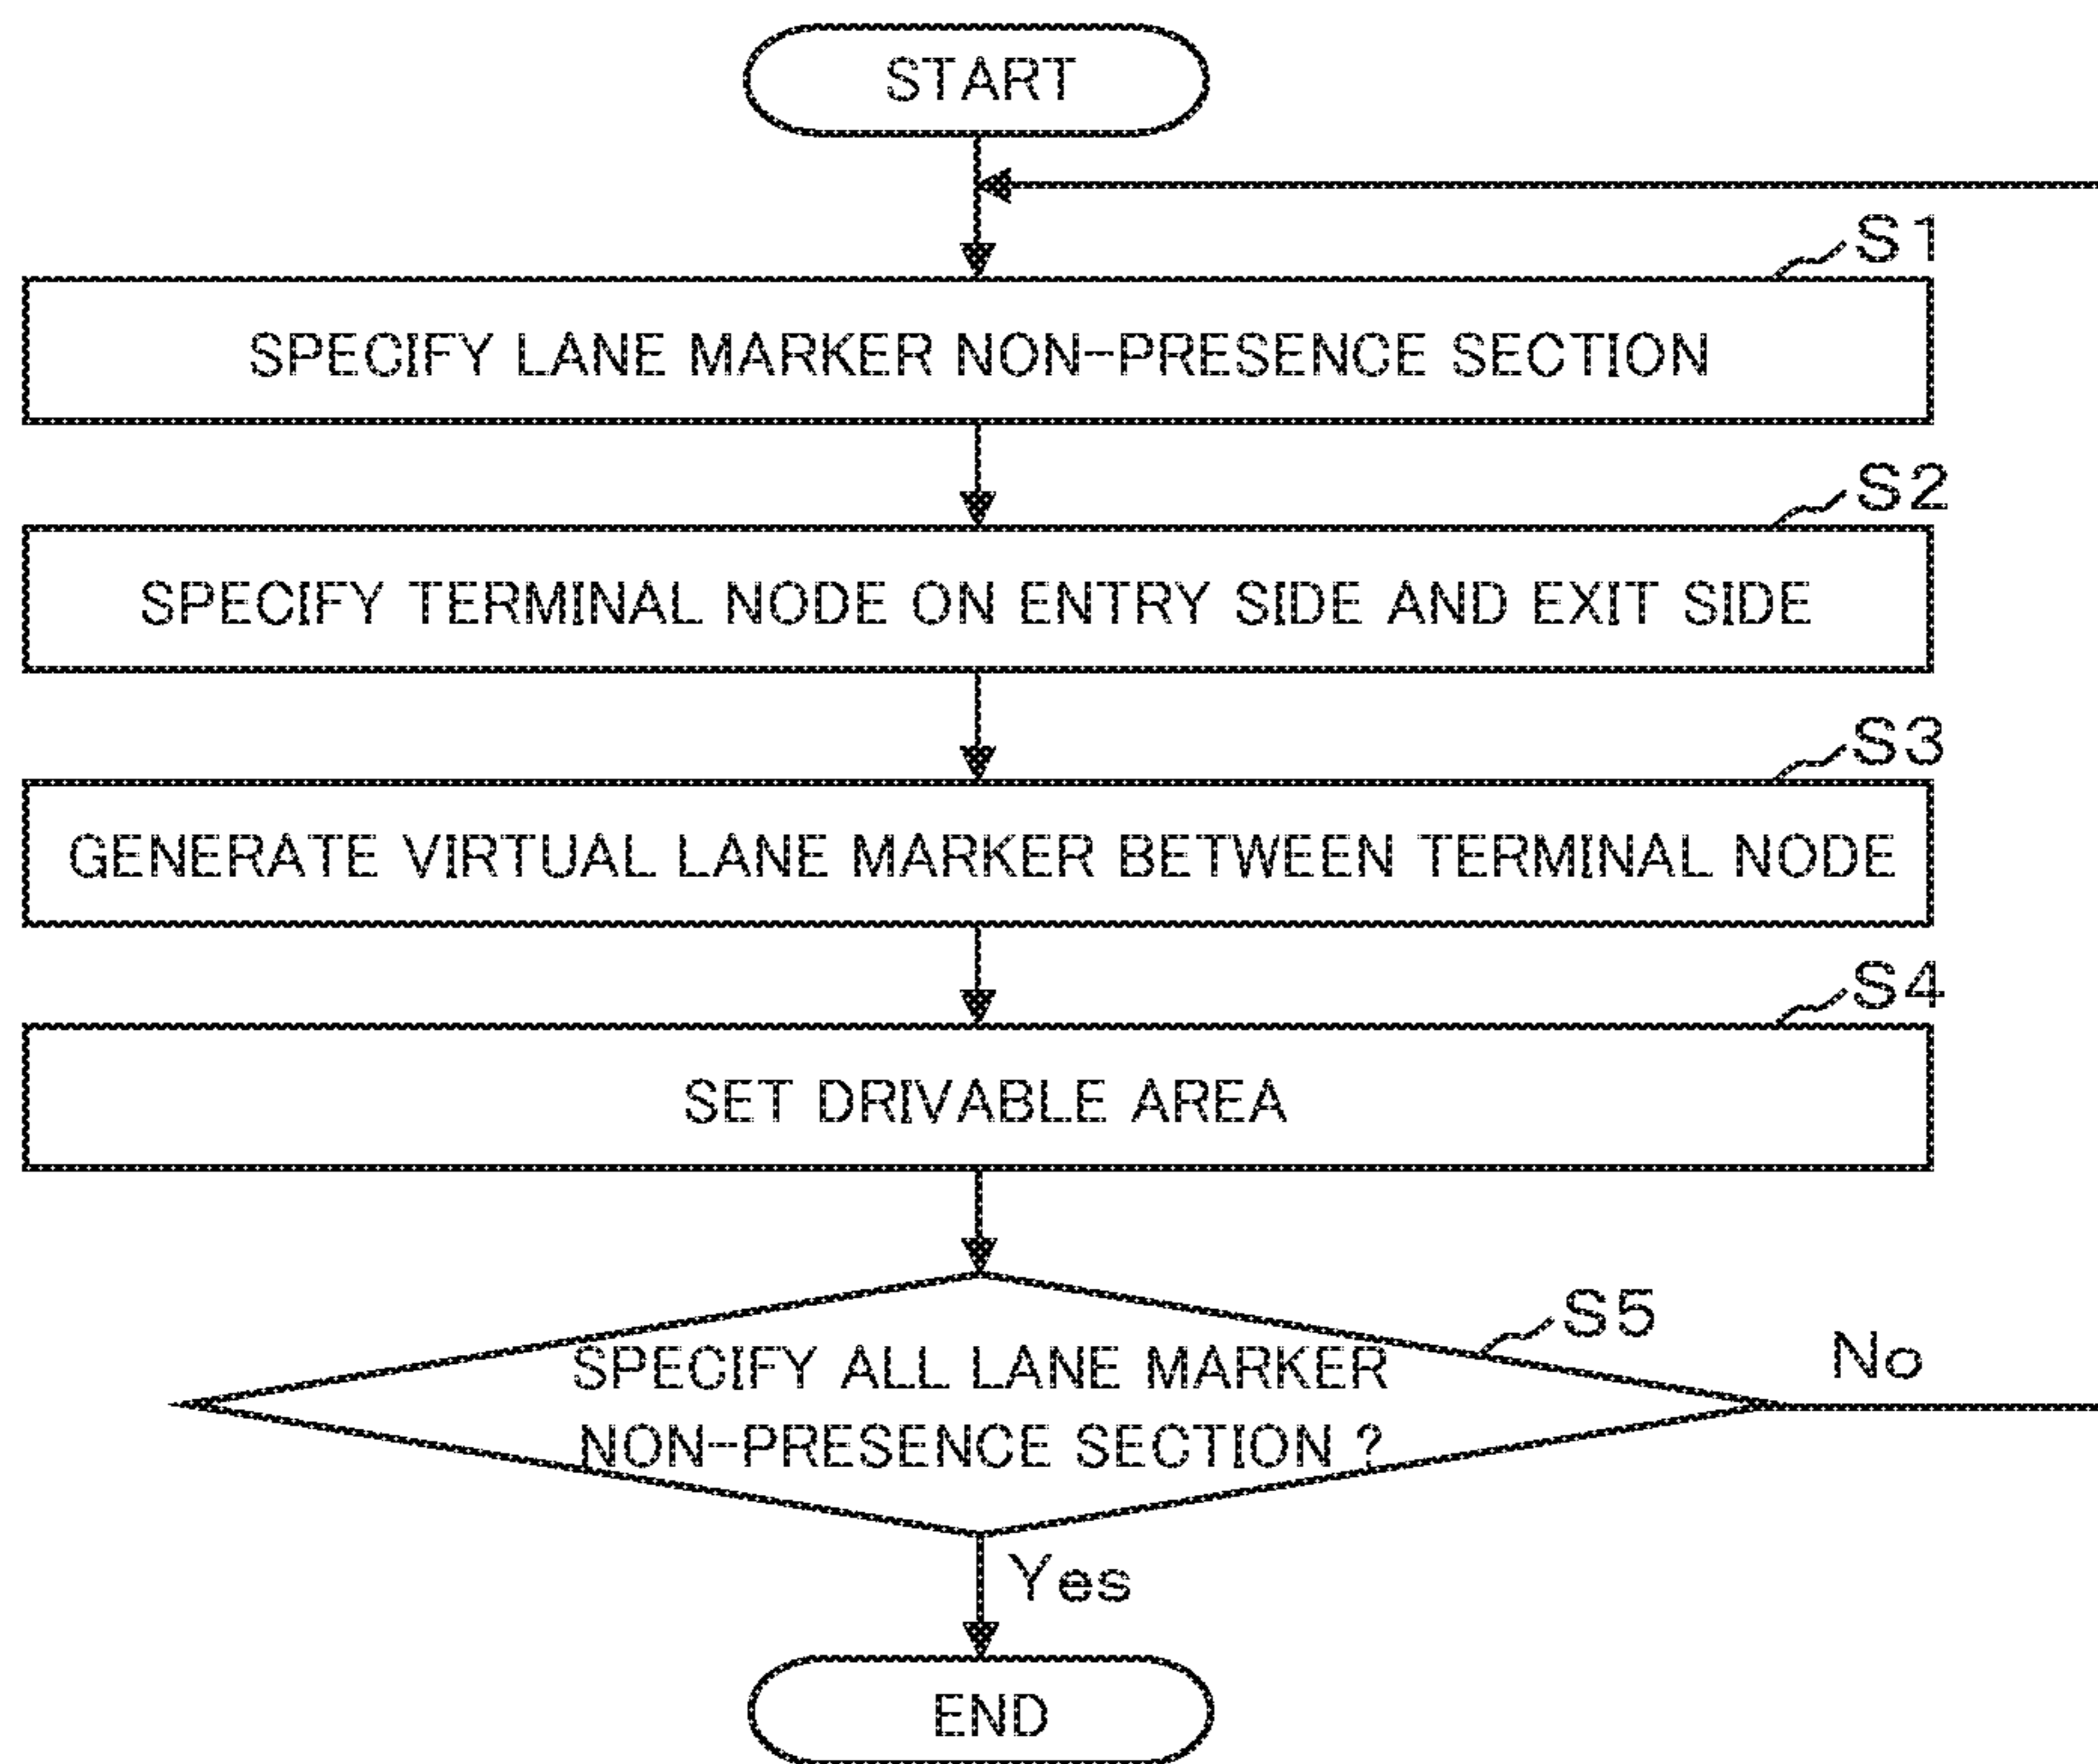 START
S1
SPECIFY LANE MARKER NON-PRESENCE SECTION
S2
SPECIFY TERMINAL NODE ON ENTRY SIDE AND EXIT SIDE
S3
GENERATE VIRTUAL LANE MARKER BETWEEN TERMINAL NODE
S4
SET DRIVABLE AREA
S5
SPECIFY ALL LANE MARKER
NON-PRESENCE SECTION ?
No
Yes
END